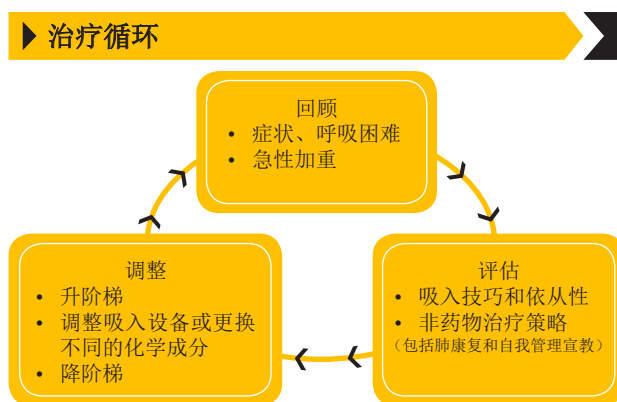 治疗循环
回顾
• 症状、呼吸困难
• 急性加重
调整
• 升阶梯
• 调整吸入设备或更换
不同的化学成分
• 降阶梯
评估
• 吸入技巧和依从性
• 非药物治疗策略
（包括肺康复和自我管理宣教）